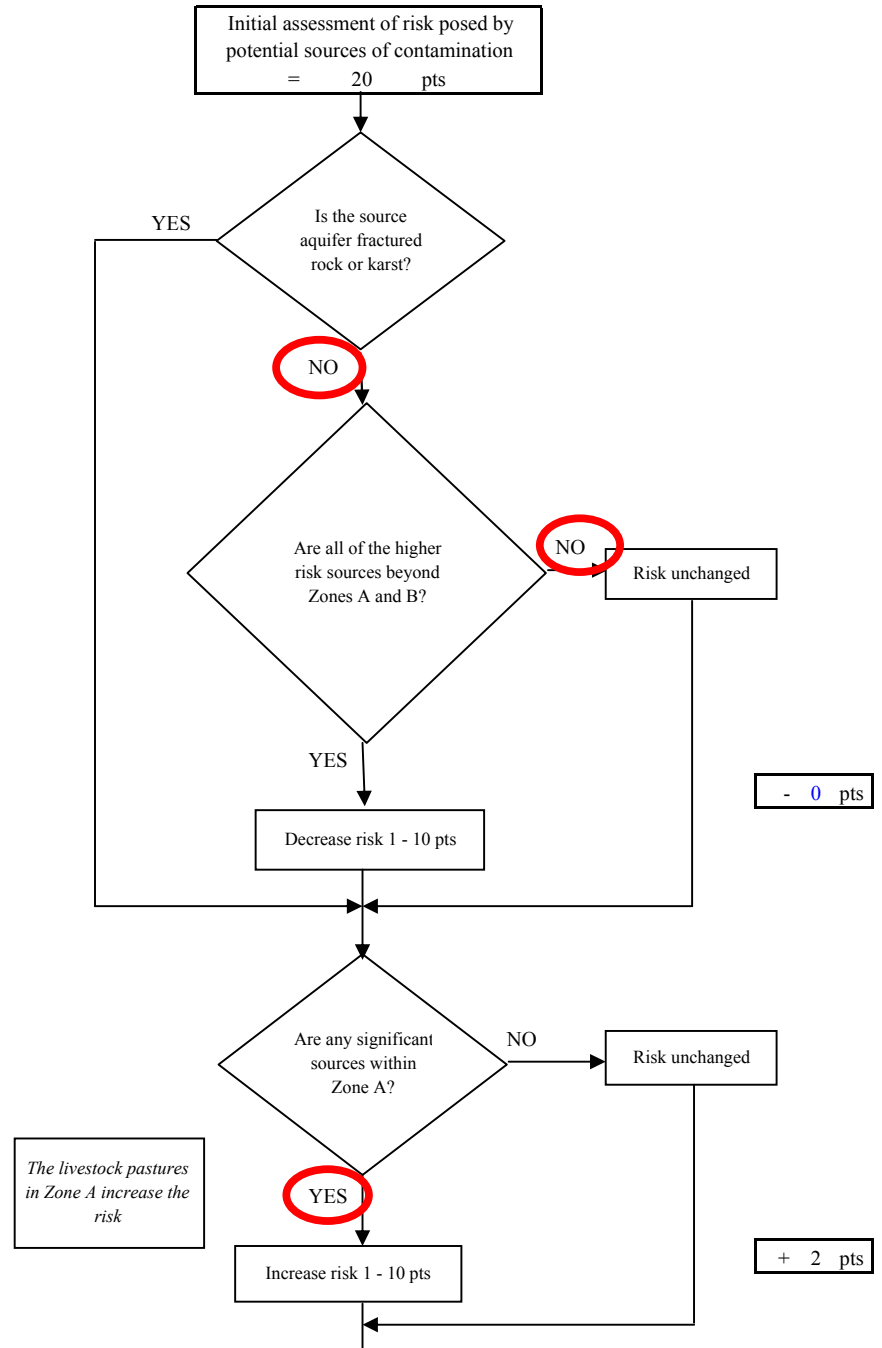 Initial assessment of risk posed by
potential sources of contamination
= 20 pts
YES
Is the source
aquifer fractured
rock or karst?
NO
Are all of the higher
risk sources beyond
Zones A and B?
NO
Risk unchanged
YES
- 0 pts
Decrease risk 1 - 10 pts
Are any significant
sources within
Zone A?
NO
Risk unchanged
The livestock pastures
in Zone A increase the
risk
YES
+ 2 pts
Increase risk 1 - 10 pts